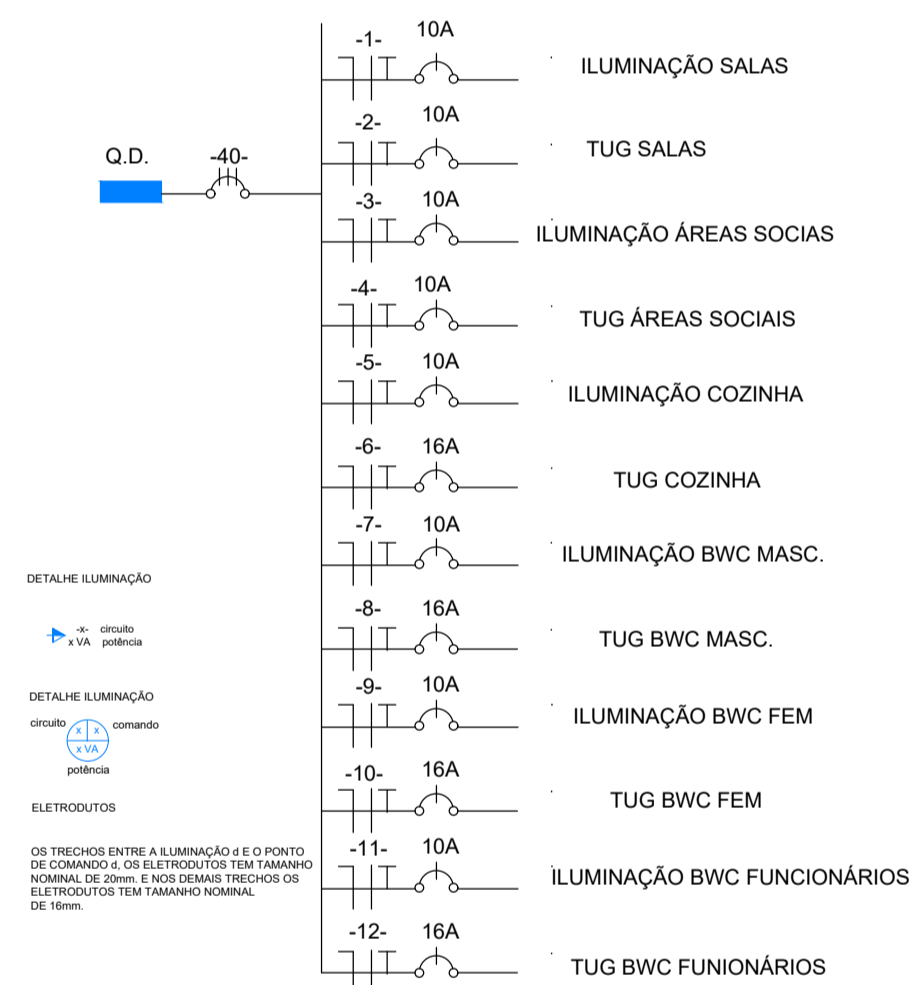 -1- 10A ILUMINAÇÃO SALAS
-2- 10A TUG SALAS
Q.D. -40-
-3- 10A ILUMINAÇÃO ÁREAS SOCIAS
-4- 10A TUG ÁREAS SOCIAIS
-5- 10A ILUMINAÇÃO COZINHA
-6- 16A TUG COZINHA
-7- 10A ILUMINAÇÃO BWC MASC.
-8- 16A TUG BWC MASC.
-9- 10A ILUMINAÇÃO BWC FEM
-10- 16A TUG BWC FEM
-11- 10A ILUMINAÇÃO BWC FUNCIONÁRIOS
-12- 16A TUG BWC FUNIONÁRIOS
DETALHE ILUMINAÇÃO
-x- circuito
x VA potência
DETALHE ILUMINAÇÃO
circuito x x comando
x VA
potência
ELETRODUTOS
OS TRECHOS ENTRE A ILUMINAÇÃO d E O PONTO
DE COMANDO d, OS ELETRODUTOS TEM TAMANHO
NOMINAL DE 20mm. E NOS DEMAIS TRECHOS OS
ELETRODUTOS TEM TAMANHO NOMINAL
DE 16mm.